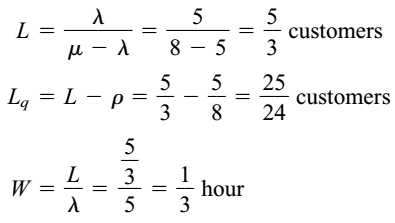 L = λ / (μ − λ) = 5 / (8 − 5) = 5/3 customers
L_q = L − ρ = 5/3 − 5/8 = 25/24 customers
W = L/λ = (5/3)/5 = 1/3 hour